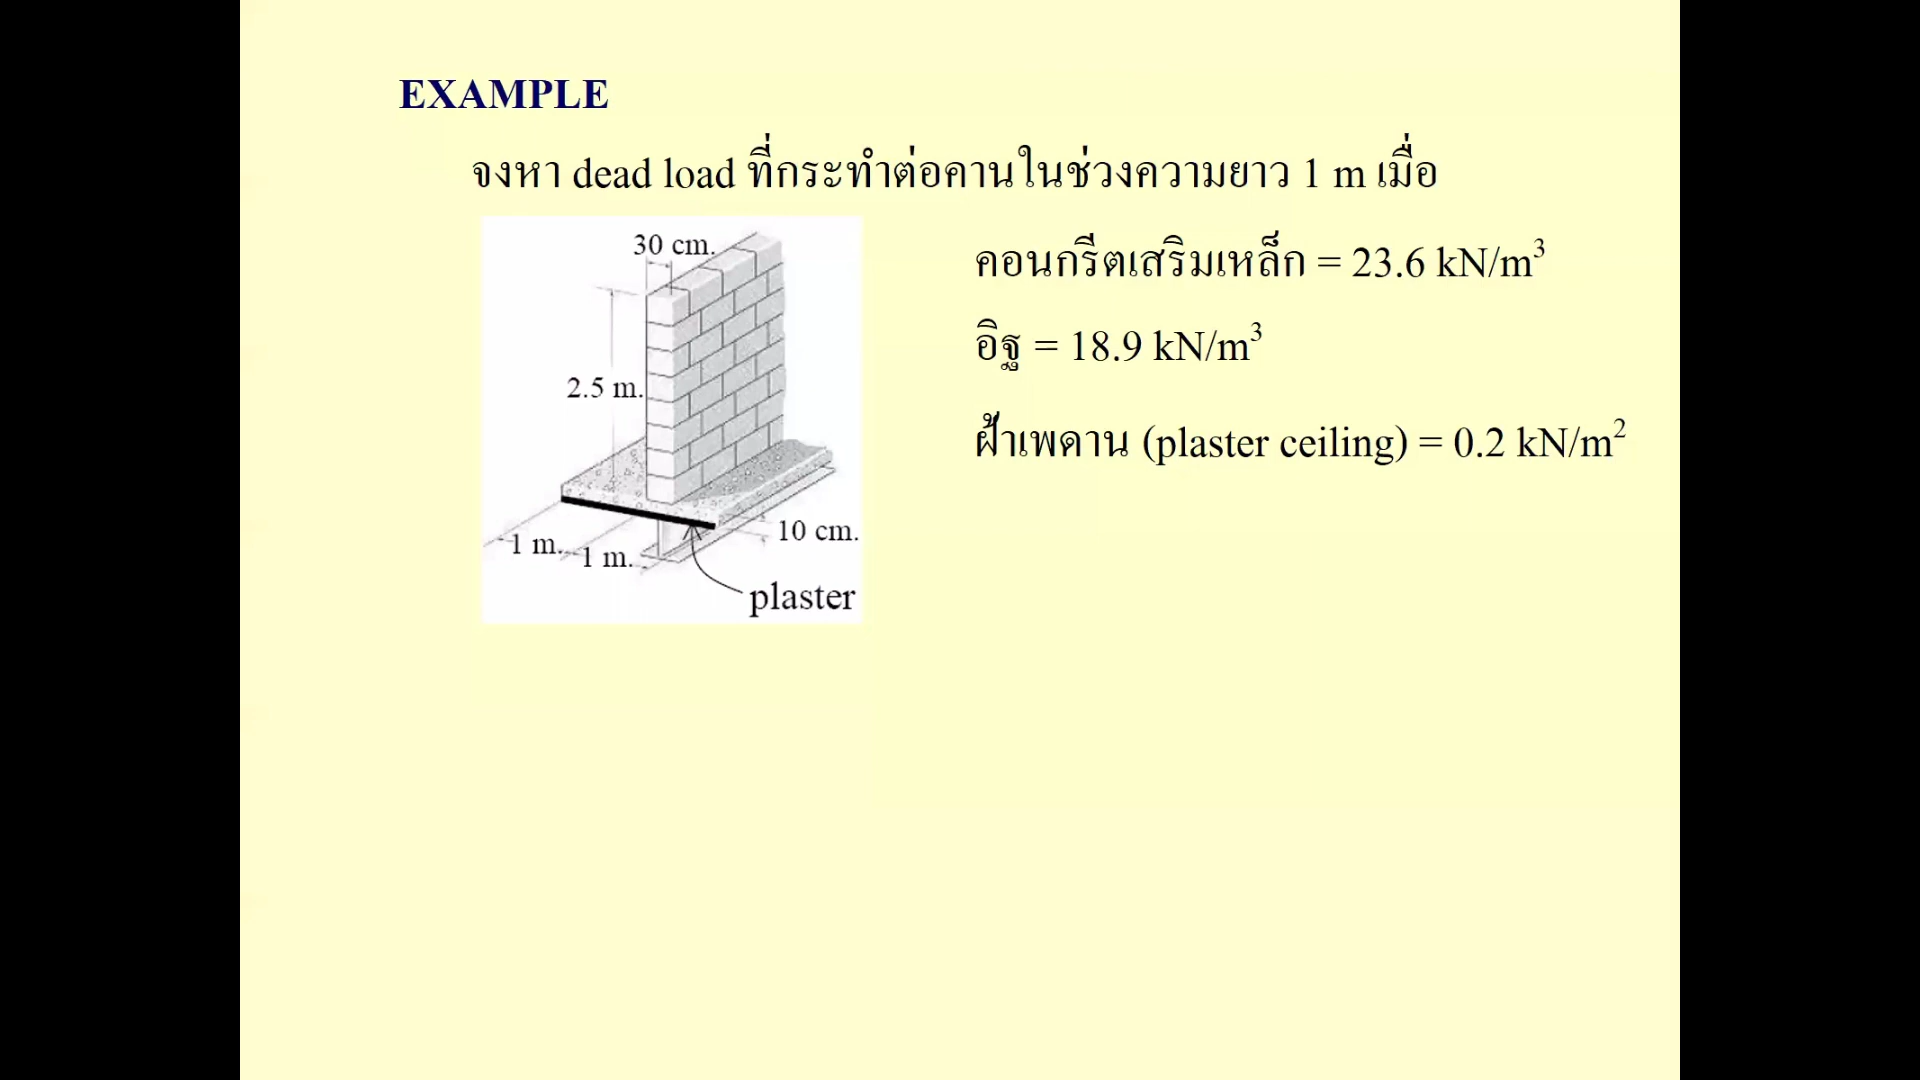 EXAMPLE
จงหา dead load ที่กระทำต่อคานในช่วงความยาว 1 m เมื่อ
คอนกรีตเสริมเหล็ก = 23.6 kN/m³
อิฐ = 18.9 kN/m³
ฝ้าเพดาน (plaster ceiling) = 0.2 kN/m²
30 cm.
2.5 m.
10 cm.
1 m.
1 m.
plaster